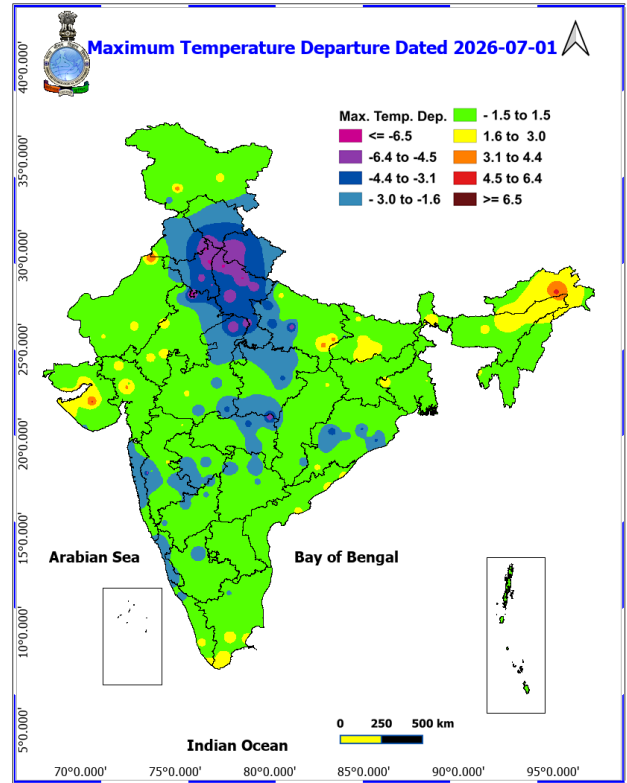 Maximum Temperature Departure Dated 2026-07-01
Max. Temp. Dep.
<= -6.5
-6.4 to -4.5
-4.4 to -3.1
- 3.0 to -1.6
- 1.5 to 1.5
1.6 to 3.0
3.1 to 4.4
4.5 to 6.4
>= 6.5
40°0.000'
35°0.000'
30°0.000'
25°0.000'
20°0.000'
15°0.000'
10°0.000'
5°0.000'
Arabian Sea
Bay of Bengal
Indian Ocean
0 250 500 km
70°0.000' 75°0.000' 80°0.000' 85°0.000' 90°0.000' 95°0.000'